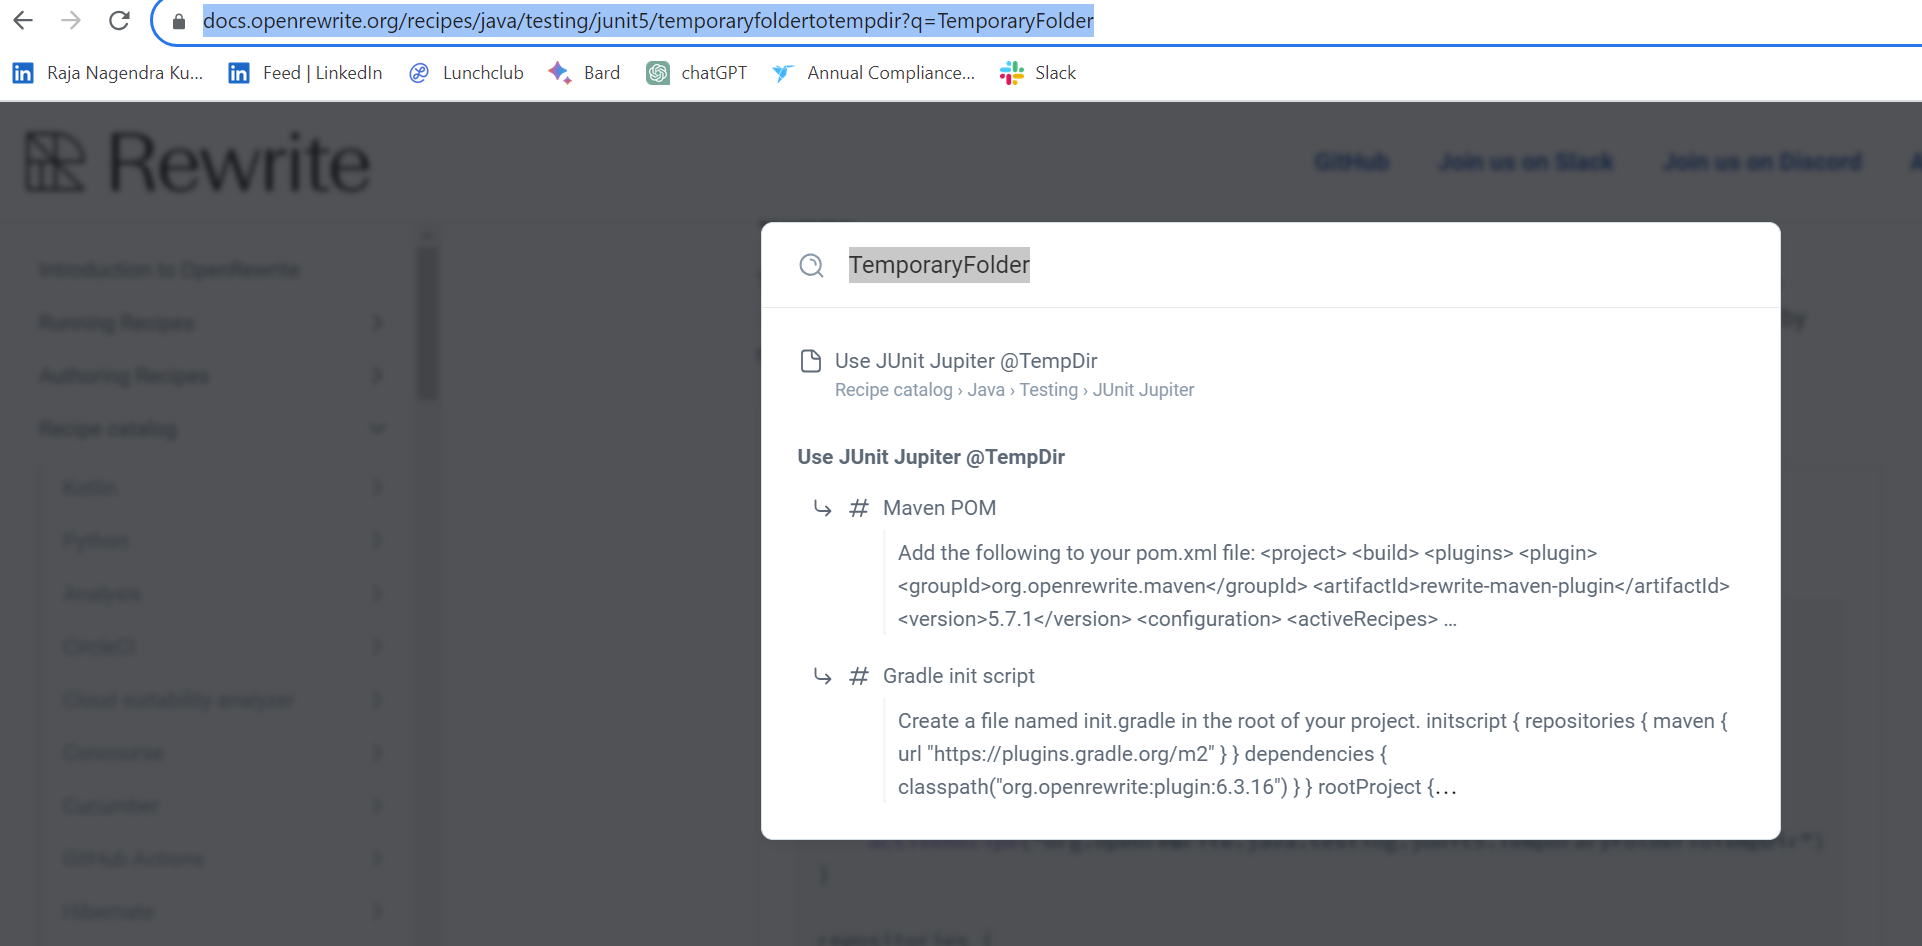 docs.openrewrite.org/recipes/java/testing/junit5/temporaryfoldertotempdir?q=TemporaryFolder
Raja Nagendra Ku... Feed | LinkedIn Lunchclub Bard chatGPT Annual Compliance... Slack
Rewrite GitHub Join us on Slack Join us on Discord
Introduction to OpenRewrite
Running Recipes
Authoring Recipes
Recipe catalog
Kotlin
Python
Analysis
CircleCI
Cloud suitability analyzer
Concourse
Cucumber
GitHub Actions
Hibernate
TemporaryFolder
by
Use JUnit Jupiter @TempDir
Recipe catalog › Java › Testing › JUnit Jupiter
Use JUnit Jupiter @TempDir
# Maven POM
Add the following to your pom.xml file: <project> <build> <plugins> <plugin>
<groupId>org.openrewrite.maven</groupId> <artifactId>rewrite-maven-plugin</artifactId>
<version>5.7.1</version> <configuration> <activeRecipes> ...
# Gradle init script
Create a file named init.gradle in the root of your project. initscript { repositories { maven {
url "https://plugins.gradle.org/m2" } } dependencies {
classpath("org.openrewrite:plugin:6.3.16") } } rootProject {...
}
repositories {